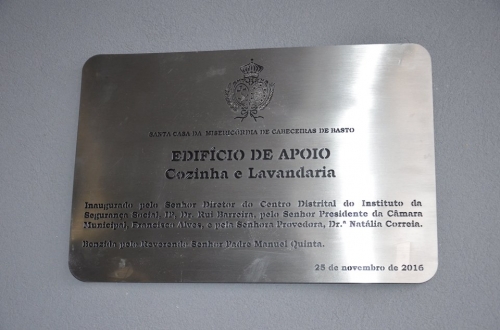 SANTA CASA DA MISERICORDIA DE CABECEIRAS DE BASTO
EDIFÍCIO DE APOIO
Cozinha e Lavandaria
Inaugurado pelo Senhor Diretor do Centro Distrital do Instituto da
Segurança Social, IP, Dr. Rui Barreira, pelo Senhor Presidente da Câmara
Municipal, Francisco Alves, e pela Senhora Provedora, Dr.ª Natália Correia.
Benzida pelo Reverendo Senhor Padre Manuel Quinta.
25 de novembro de 2016